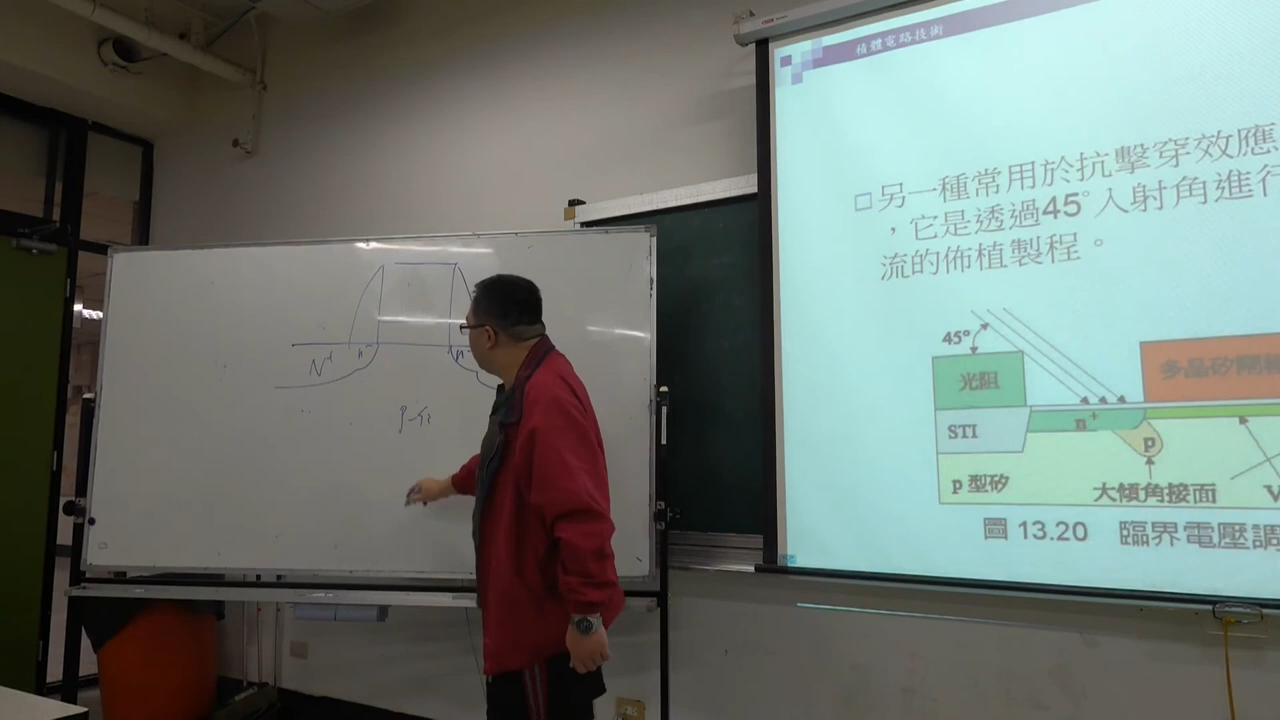 積體電路技術
另一種常用於抗擊穿效應
，它是透過45°入射角進行
流的佈植製程。
45°
光阻
多晶矽閘極
STI
n+
p
p 型矽
大傾角接面
V
圖 13.20 臨界電壓調
N+
n-
n-
P-Si